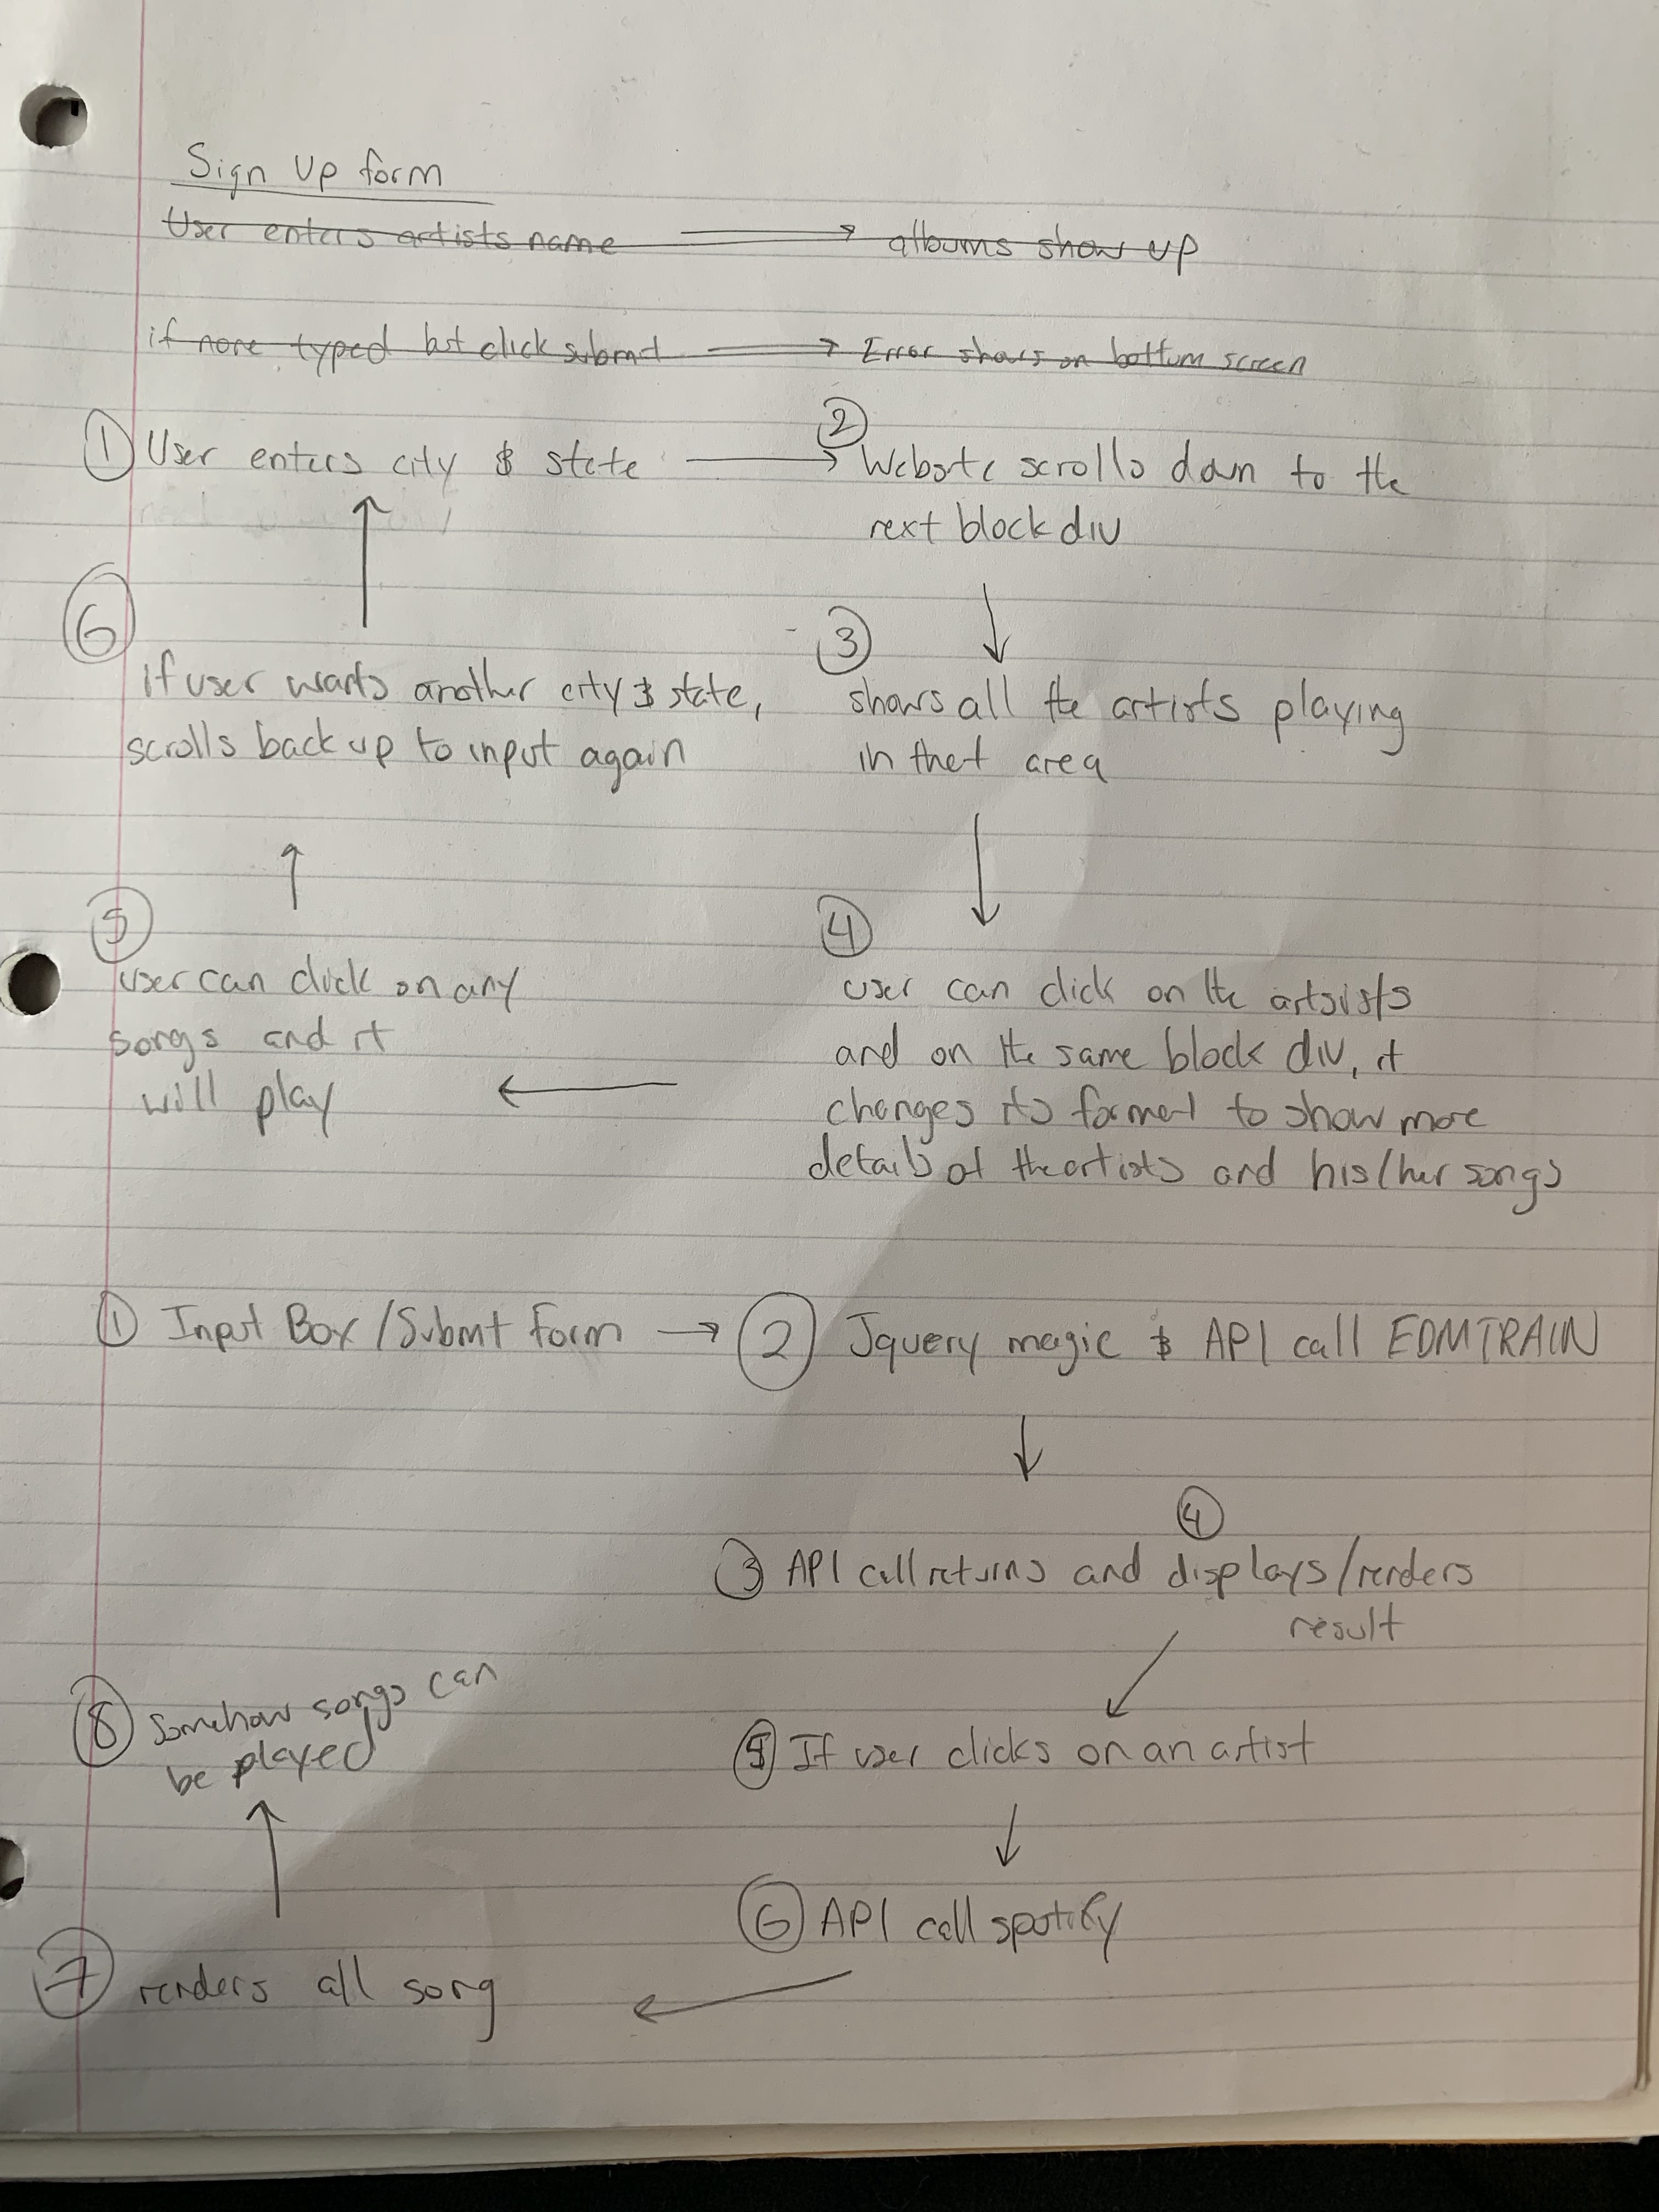 Sign Up form
User enters artists name → albums show up
if none typed but click submit → Error shows on bottom screen
① User enters city & state → ② Website scrolls down to the
next block div
⑥ if user wants another city & state,
scrolls back up to input again
③ shows all the artists playing
in that area
⑤ user can click on any
songs and it
will play
④ user can click on the artsists
and on the same block div, it
changes its format to show more
details of the artists and his/her songs
① Input Box/Submit form → ② Jquery magic & API call EDMTRAIN
④
③ API call returns and displays/renders
result
⑧ Somehow songs can
be played
⑤ If user clicks on an artist
⑥ API call spotify
⑦ renders all song